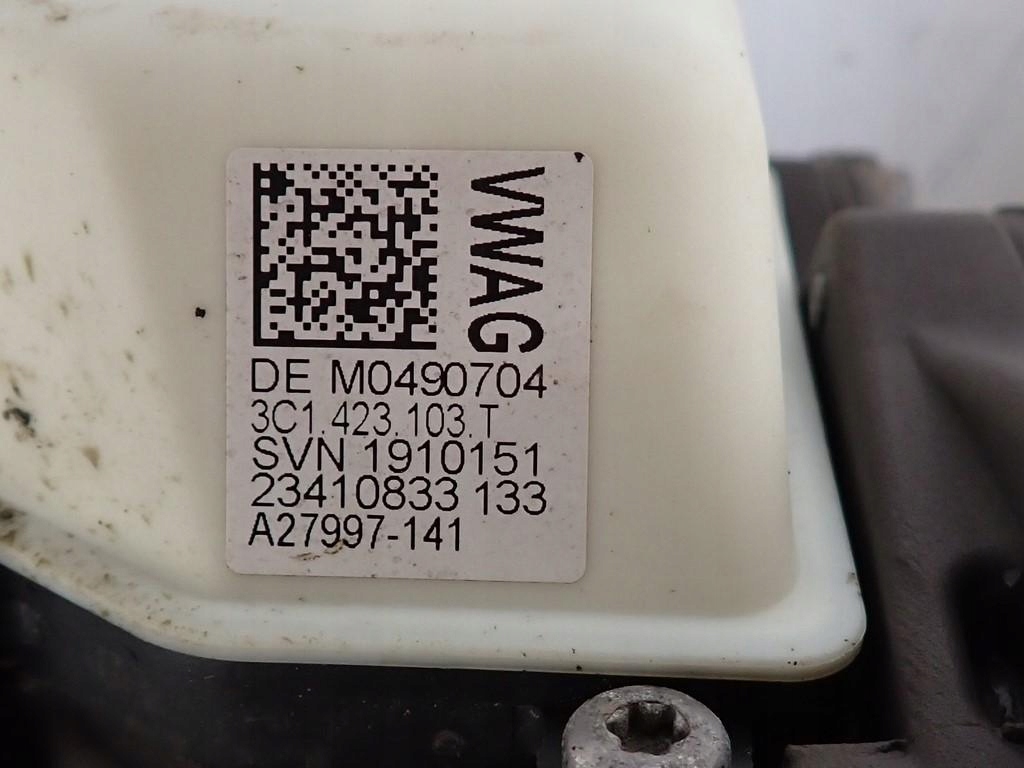 VWAG
DE M0490704
3C1.423.103.T
SVN 1910151
23410833 133
A27997-141